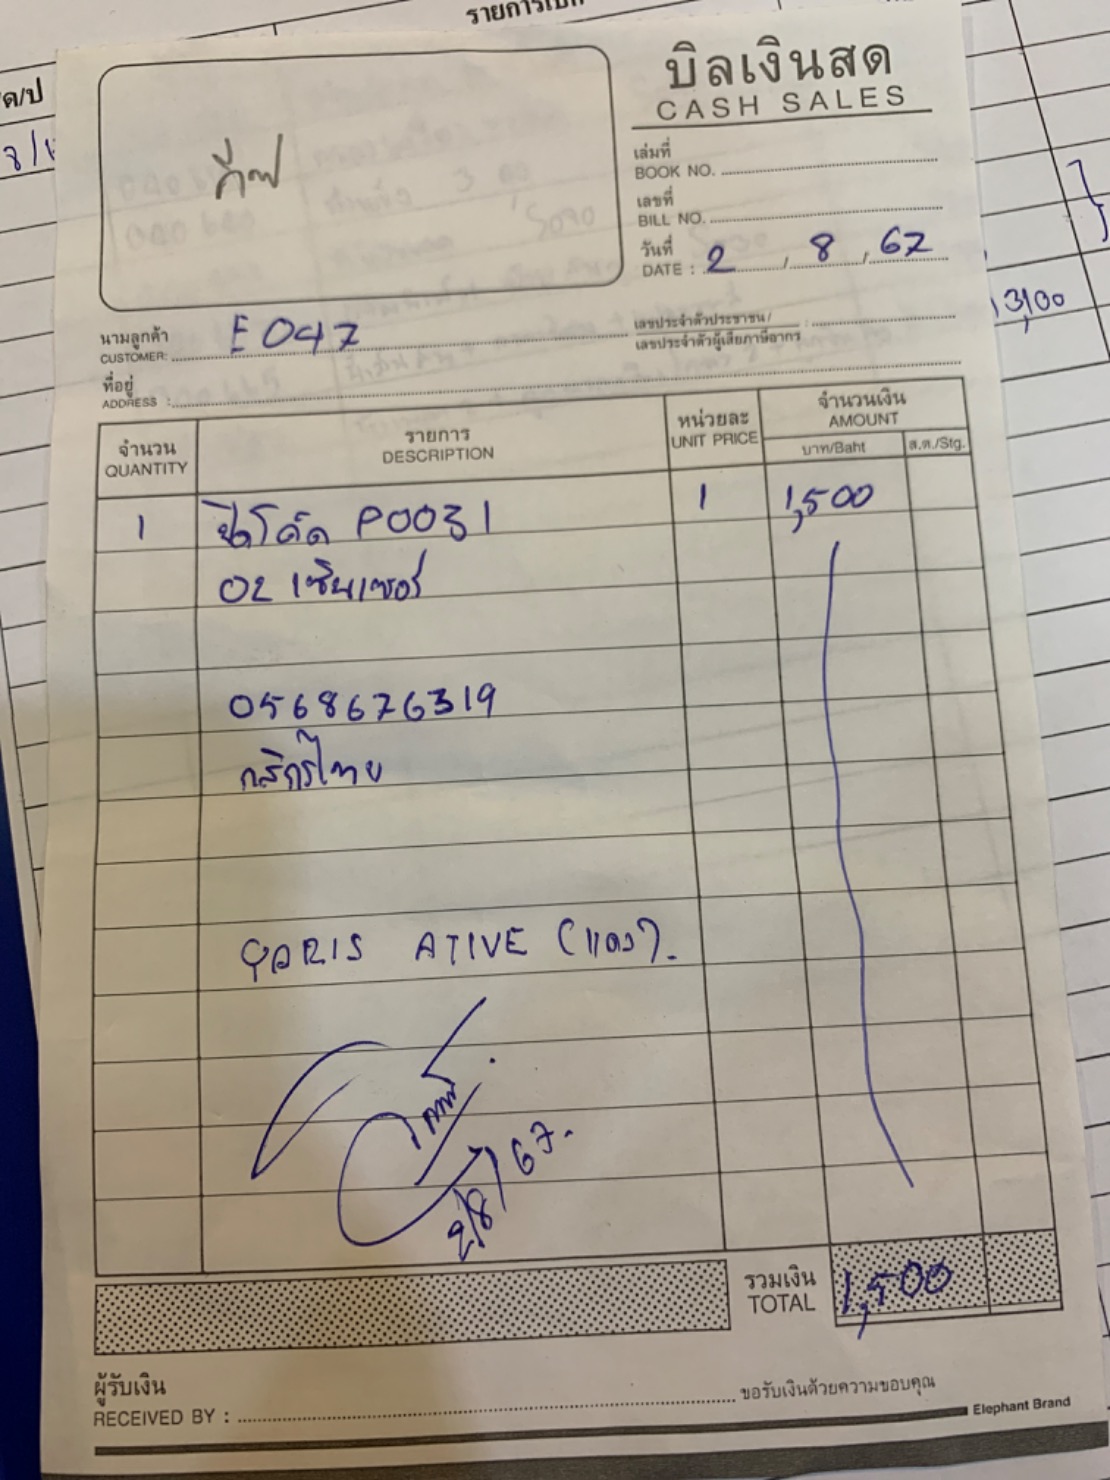 รายการเบิก
ด/ป
บิลเงินสด
CASH SALES
คีฟ
เล่มที่
BOOK NO.
เลขที่
BILL NO.
วันที่
DATE : 2 / 8 / 67
3,100
นามลูกค้า
CUSTOMER: E047
เลขประจำตัวประชาชน/
เลขประจำตัวผู้เสียภาษีอากร :
ที่อยู่
ADDRESS :
จำนวน
QUANTITY
รายการ
DESCRIPTION
หน่วยละ
UNIT PRICE
จำนวนเงิน
AMOUNT
บาท/Baht
ส.ต./Stg.
1 ปิดโค้ด P0031 1 1,500
O2 เซ็นเซอร์
0568676319
กสิกรไทย
YARIS ATIVE (แดง).
2/8/67.
รวมเงิน
TOTAL 1,500
ผู้รับเงิน
RECEIVED BY :
ขอรับเงินด้วยความขอบคุณ
Elephant Brand